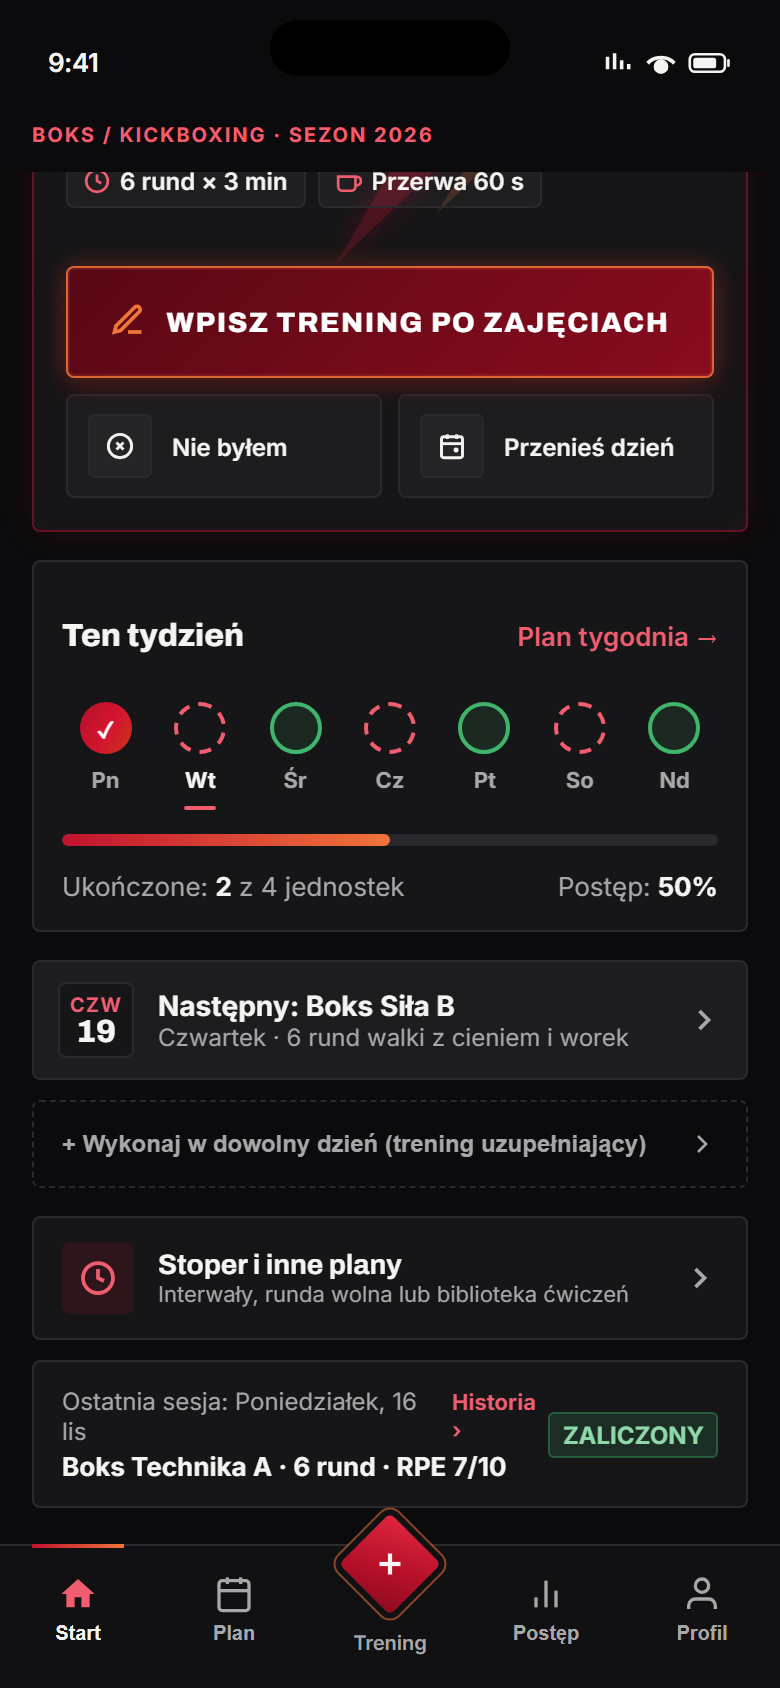 9:41
BOKS / KICKBOXING · SEZON 2026
6 rund × 3 min
Przerwa 60 s
WPISZ TRENING PO ZAJĘCIACH
Nie byłem
Przenieś dzień
Ten tydzień
Plan tygodnia →
Pn Wt Śr Cz Pt So Nd
Ukończone: 2 z 4 jednostek
Postęp: 50%
CZW
19
Następny: Boks Siła B
Czwartek · 6 rund walki z cieniem i worek
+ Wykonaj w dowolny dzień (trening uzupełniający)
Stoper i inne plany
Interwały, runda wolna lub biblioteka ćwiczeń
Ostatnia sesja: Poniedziałek, 16
lis
Historia
›
Boks Technika A · 6 rund · RPE 7/10
ZALICZONY
+
Start
Plan
Trening
Postęp
Profil